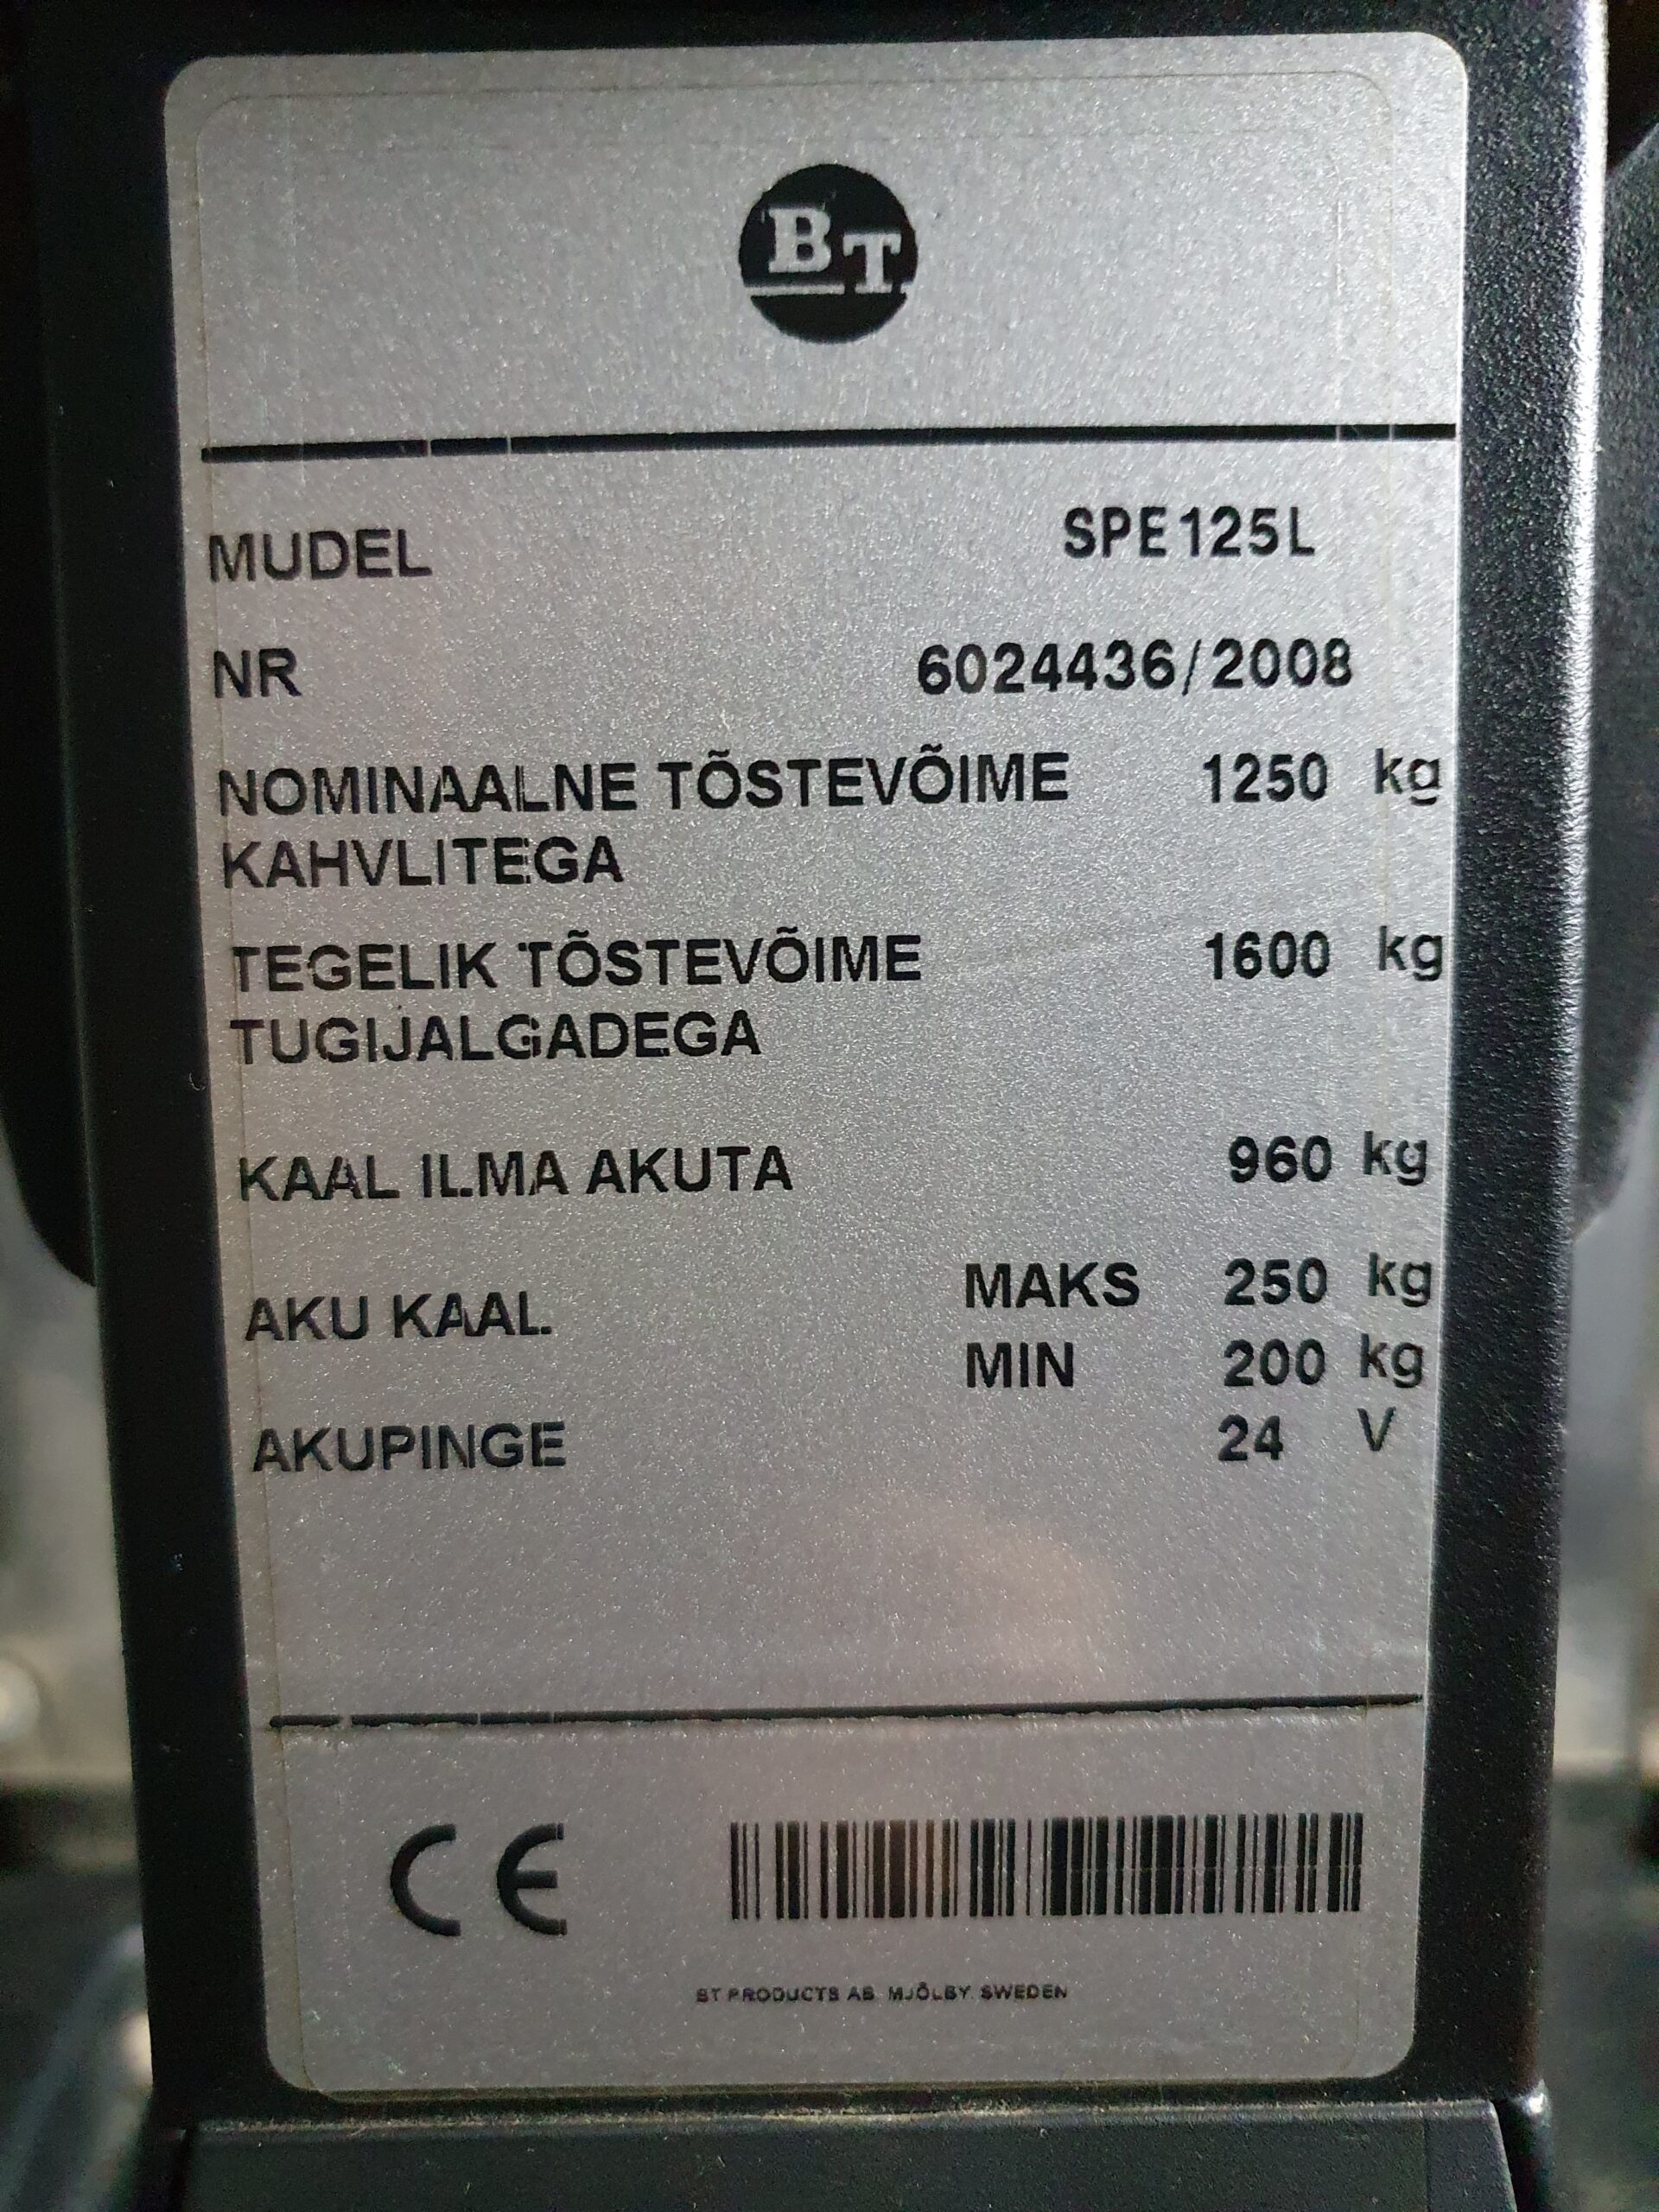 BT
MUDEL SPE125L
NR 6024436/2008
NOMINAALNE TÕSTEVÕIME 1250 kg
KAHVLITEGA
TEGELIK TÕSTEVÕIME 1600 kg
TUGIJALGADEGA
KAAL ILMA AKUTA 960 kg
AKU KAAL MAKS 250 kg
MIN 200 kg
AKUPINGE 24 V
CE
BT PRODUCTS AB MJÖLBY SWEDEN